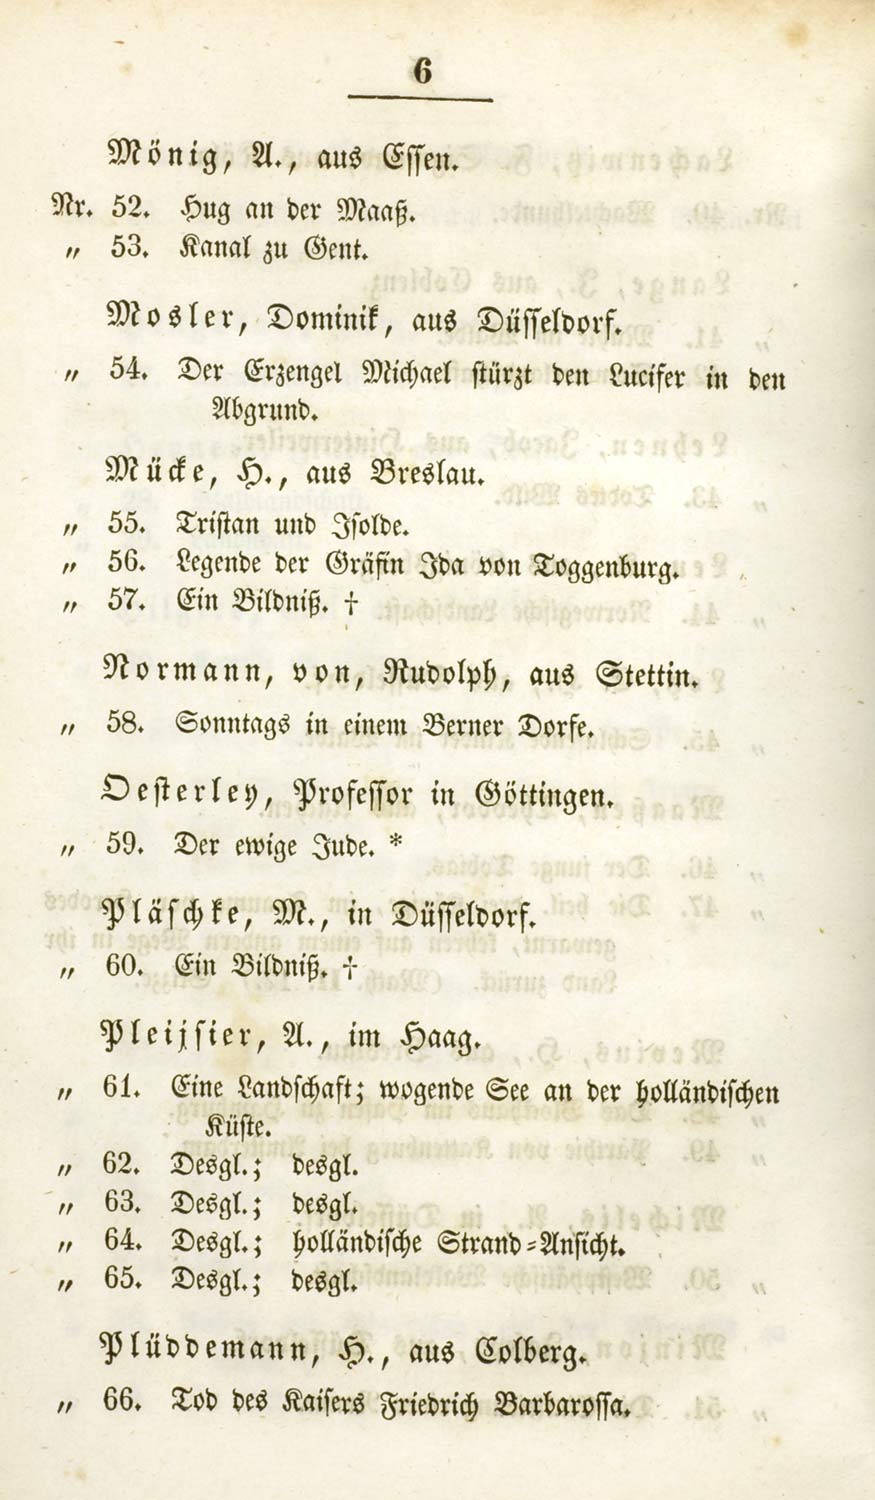 6
Mönig, A., aus Essen.
Nr. 52. Hug an der Maaß.
„ 53. Kanal zu Gent.
Mosler, Dominik, aus Düsseldorf.
„ 54. Der Erzengel Michael stürzt den Lucifer in den
Abgrund.
Mücke, H., aus Breslau.
„ 55. Tristan und Isolde.
„ 56. Legende der Gräfin Ida von Toggenburg.
„ 57. Ein Bildniß. †
Normann, von, Rudolph, aus Stettin.
„ 58. Sonntags in einem Berner Dorfe.
Oesterley, Professor in Göttingen.
„ 59. Der ewige Jude. *
Pläschke, M., in Düsseldorf.
„ 60. Ein Bildniß. †
Pleijsier, A., im Haag.
„ 61. Eine Landschaft; wogende See an der holländischen
Küste.
„ 62. Desgl.; desgl.
„ 63. Desgl.; desgl.
„ 64. Desgl.; holländische Strand-Ansicht.
„ 65. Desgl.; desgl.
Plüddemann, H., aus Colberg.
„ 66. Tod des Kaisers Friedrich Barbarossa.